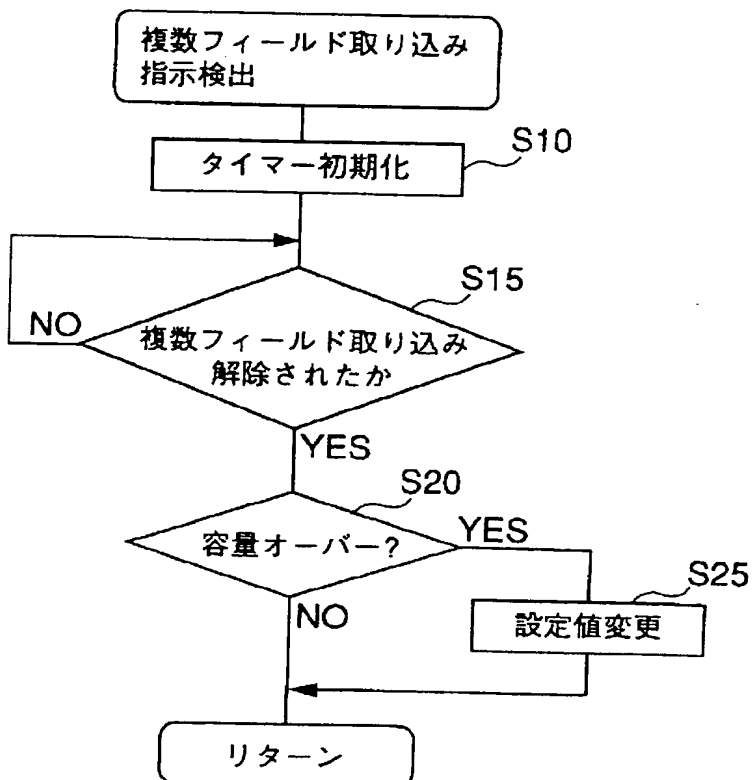 複数フィールド取り込み
指示検出
S10
タイマー初期化
S15
NO
複数フィールド取り込み
解除されたか
YES
S20
容量オーバー?
YES
S25
NO
設定値変更
リターン